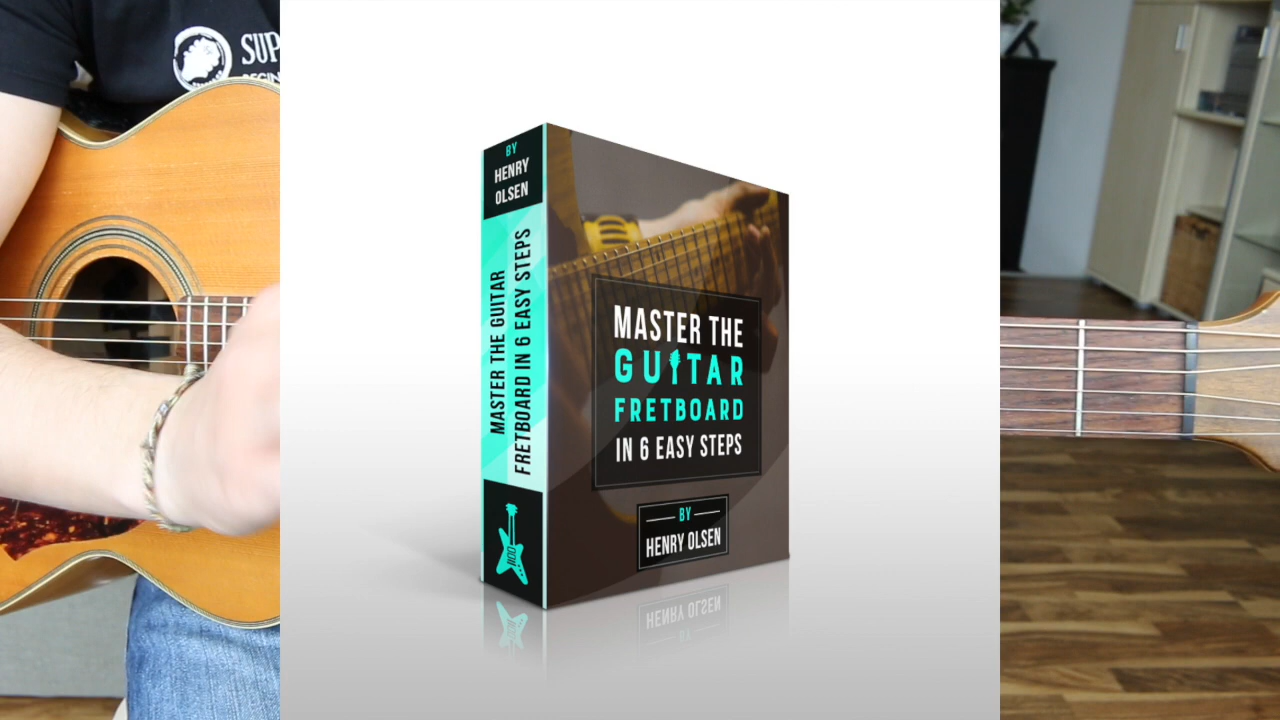 SUP
BY
HENRY
OLSEN
MASTER THE GUITAR
FRETBOARD IN 6 EASY STEPS
MASTER THE
GUITAR
FRETBOARD
IN 6 EASY STEPS
BY
HENRY OLSEN